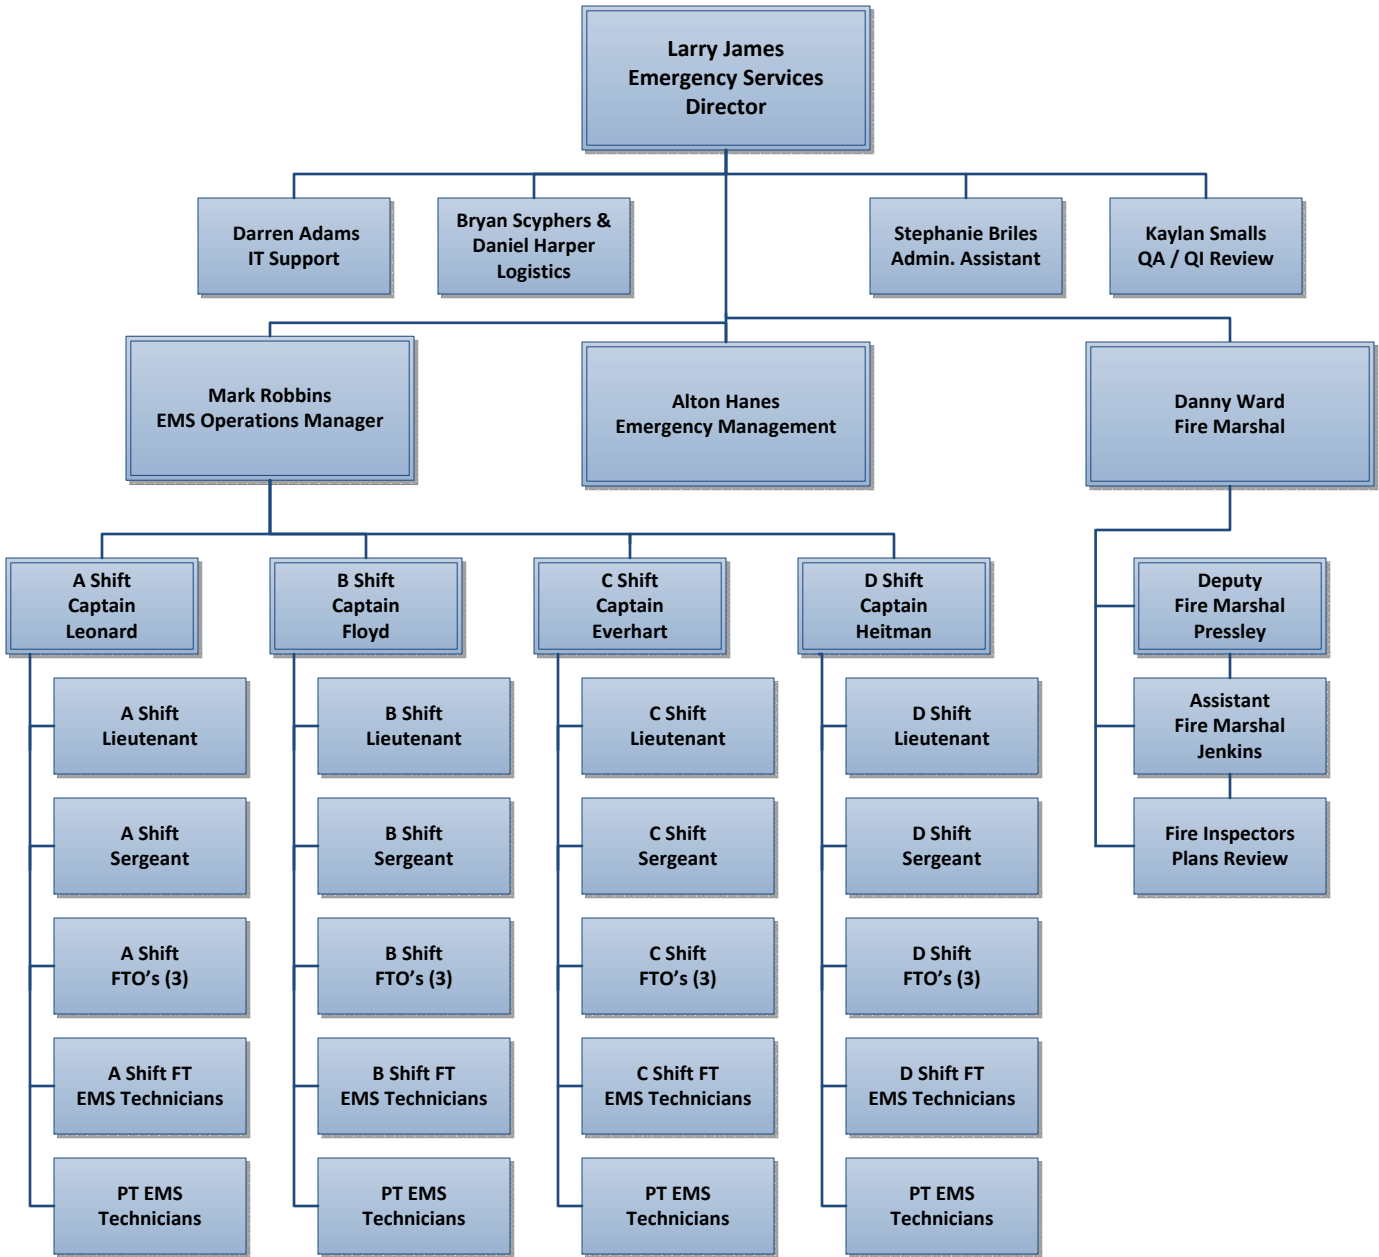 Larry James
Emergency Services
Director
Darren Adams
IT Support
Bryan Scyphers &
Daniel Harper
Logistics
Stephanie Briles
Admin. Assistant
Kaylan Smalls
QA / QI Review
Mark Robbins
EMS Operations Manager
Alton Hanes
Emergency Management
Danny Ward
Fire Marshal
A Shift
Captain
Leonard
B Shift
Captain
Floyd
C Shift
Captain
Everhart
D Shift
Captain
Heitman
Deputy
Fire Marshal
Pressley
A Shift
Lieutenant
B Shift
Lieutenant
C Shift
Lieutenant
D Shift
Lieutenant
Assistant
Fire Marshal
Jenkins
A Shift
Sergeant
B Shift
Sergeant
C Shift
Sergeant
D Shift
Sergeant
Fire Inspectors
Plans Review
A Shift
FTO’s (3)
B Shift
FTO’s (3)
C Shift
FTO’s (3)
D Shift
FTO’s (3)
A Shift FT
EMS Technicians
B Shift FT
EMS Technicians
C Shift FT
EMS Technicians
D Shift FT
EMS Technicians
PT EMS
Technicians
PT EMS
Technicians
PT EMS
Technicians
PT EMS
Technicians